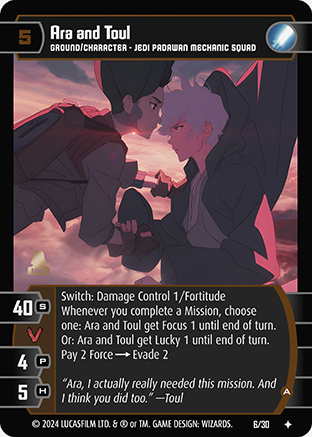 5
Ara and Toul
GROUND/CHARACTER - JEDI PADAWAN MECHANIC SQUAD
40 S
V
4 P
5 H
Switch: Damage Control 1/Fortitude
Whenever you complete a Mission, choose
one: Ara and Toul get Focus 1 until end of turn.
Or: Ara and Toul get Lucky 1 until end of turn.
Pay 2 Force → Evade 2
“Ara, I actually really needed this mission. And
I think you did too.” —Toul
A
© 2024 LUCASFILM LTD. & ® OR TM. GAME DESIGN: WIZARDS. 6/30